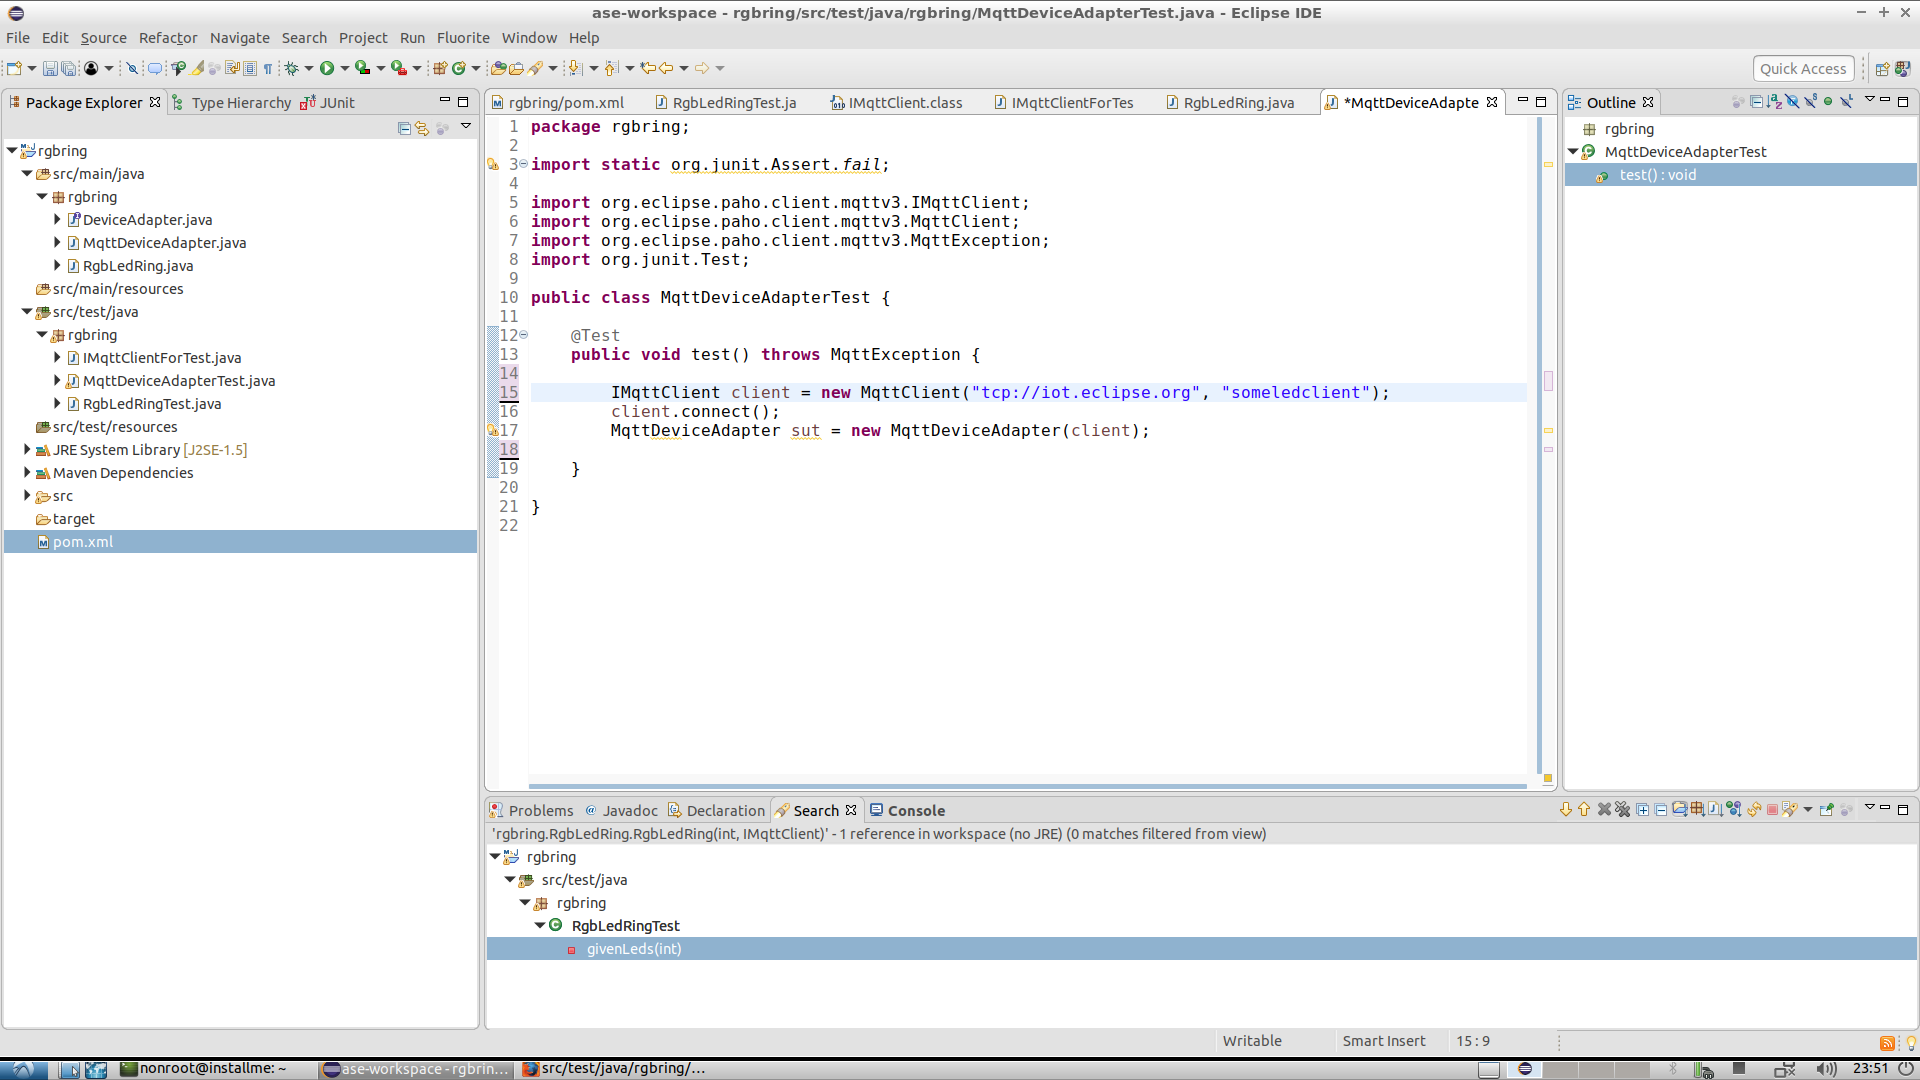 ase-workspace - rgbring/src/test/java/rgbring/MqttDeviceAdapterTest.java - Eclipse IDE
File Edit Source Refactor Navigate Search Project Run Fluorite Window Help
Quick Access
Package Explorer Type Hierarchy JUnit
rgbring
src/main/java
rgbring
DeviceAdapter.java
MqttDeviceAdapter.java
RgbLedRing.java
src/main/resources
src/test/java
rgbring
IMqttClientForTest.java
MqttDeviceAdapterTest.java
RgbLedRingTest.java
src/test/resources
JRE System Library [J2SE-1.5]
Maven Dependencies
src
target
pom.xml
rgbring/pom.xml RgbLedRingTest.ja IMqttClient.class IMqttClientForTes RgbLedRing.java *MqttDeviceAdapte
1 package rgbring;
2
3 import static org.junit.Assert.fail;
4
5 import org.eclipse.paho.client.mqttv3.IMqttClient;
6 import org.eclipse.paho.client.mqttv3.MqttClient;
7 import org.eclipse.paho.client.mqttv3.MqttException;
8 import org.junit.Test;
9
10 public class MqttDeviceAdapterTest {
11
12 @Test
13 public void test() throws MqttException {
14
15 IMqttClient client = new MqttClient("tcp://iot.eclipse.org", "someledclient");
16 client.connect();
17 MqttDeviceAdapter sut = new MqttDeviceAdapter(client);
18
19 }
20
21 }
22
Outline
rgbring
MqttDeviceAdapterTest
test() : void
Problems Javadoc Declaration Search Console
'rgbring.RgbLedRing.RgbLedRing(int, IMqttClient)' - 1 reference in workspace (no JRE) (0 matches filtered from view)
rgbring
src/test/java
rgbring
RgbLedRingTest
givenLeds(int)
Writable Smart Insert 15 : 9
nonroot@installme: ~ ase-workspace - rgbrin... src/test/java/rgbring/... 23:51